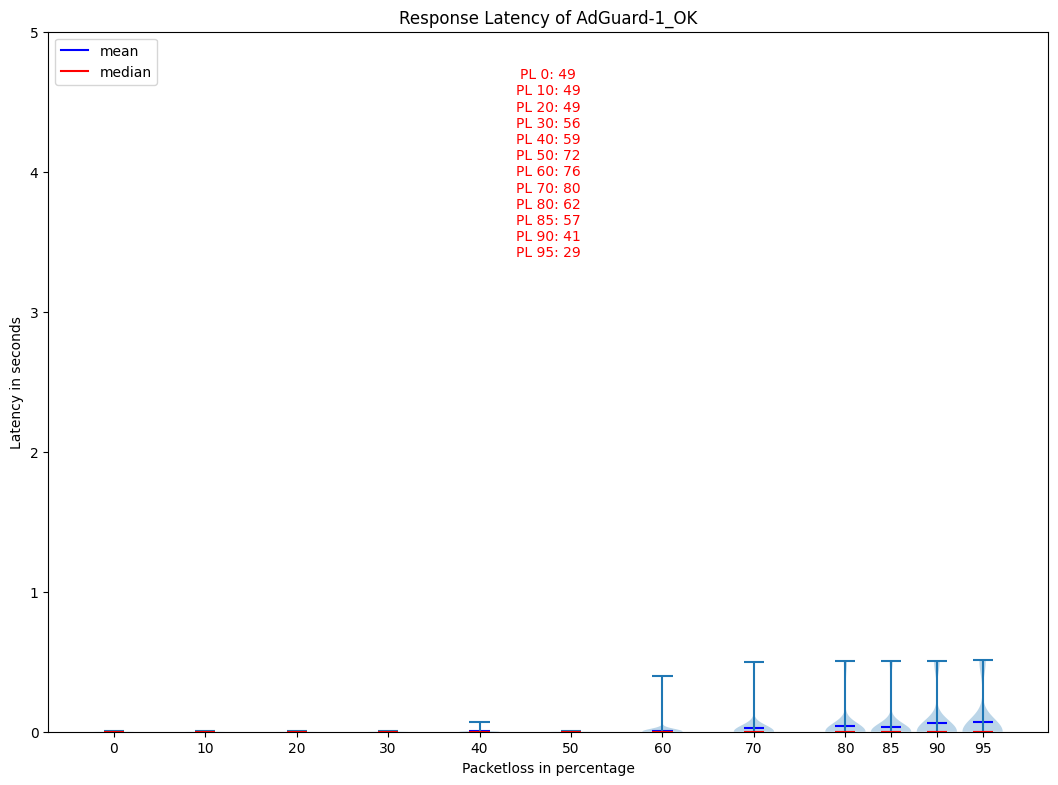 Response Latency of AdGuard-1_OK
5
mean
median
PL 0: 49
PL 10: 49
PL 20: 49
PL 30: 56
PL 40: 59
PL 50: 72
PL 60: 76
PL 70: 80
PL 80: 62
PL 85: 57
PL 90: 41
PL 95: 29
4
3
2
1
0
Latency in seconds
0 10 20 30 40 50 60 70 80 85 90 95
Packetloss in percentage